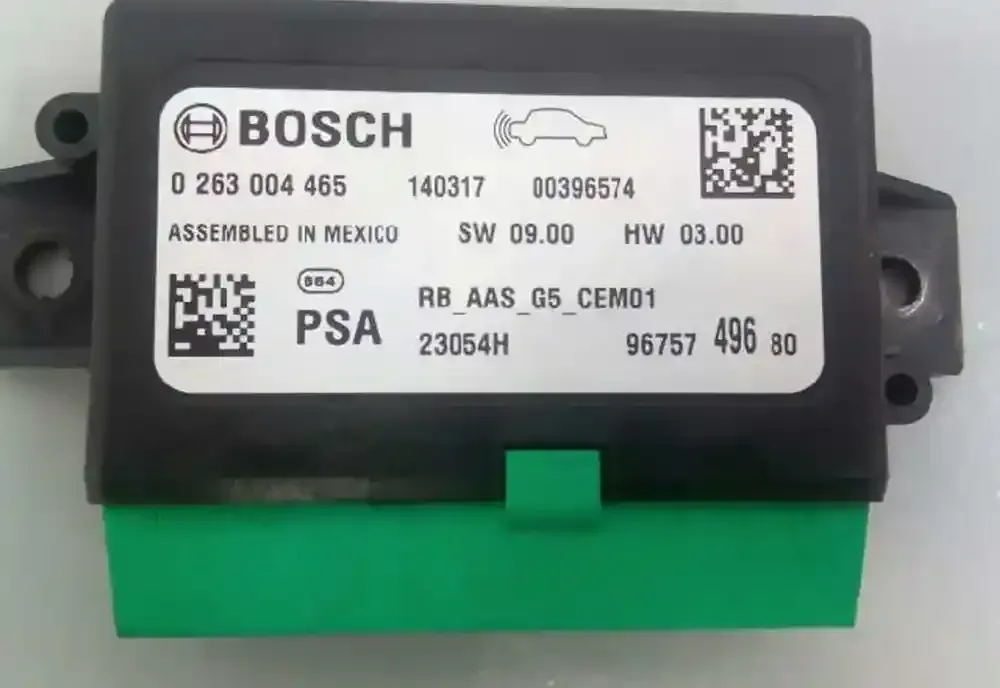 BOSCH
0 263 004 465 140317 00396574
ASSEMBLED IN MEXICO SW 09.00 HW 03.00
664
PSA
RB_AAS_G5_CEM01
23054H 96757 496 80